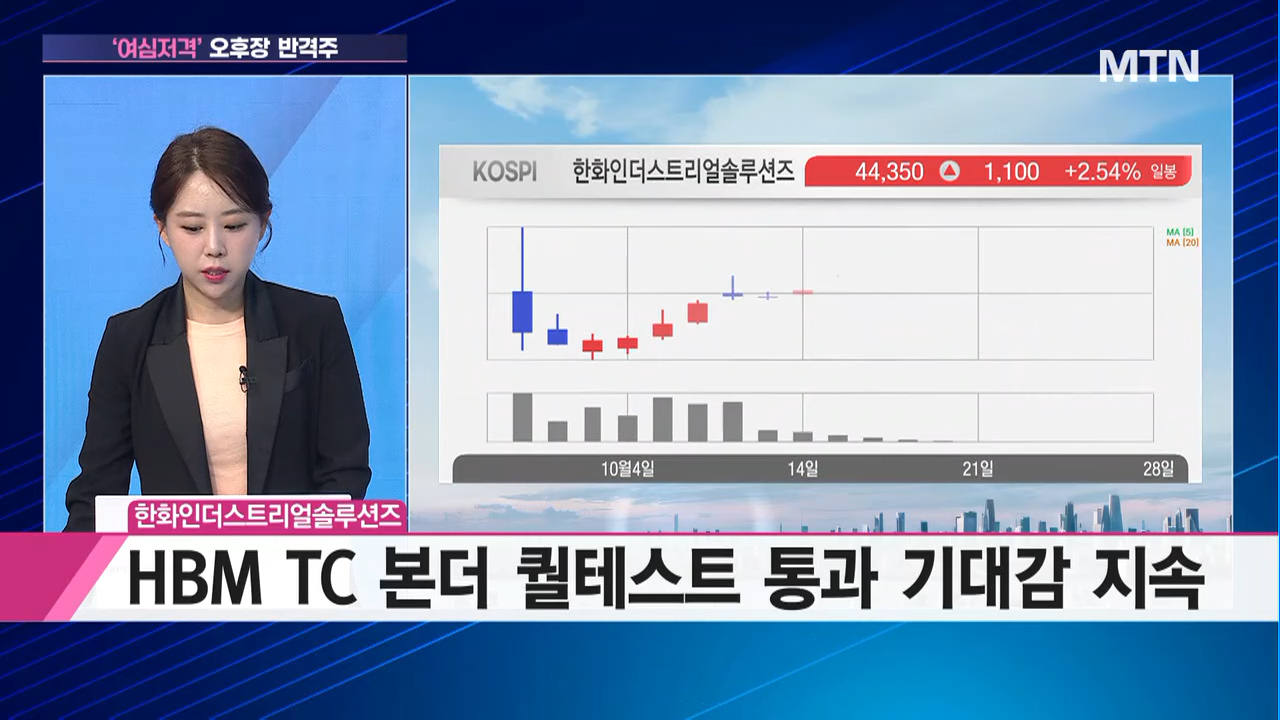 ‘여심저격’ 오후장 반격주
MTN
KOSPI 한화인더스트리얼솔루션즈 44,350 1,100 +2.54% 일봉
MA [5]
MA [20]
10월4일 14일 21일 28일
한화인더스트리얼솔루션즈
HBM TC 본더 퀄테스트 통과 기대감 지속